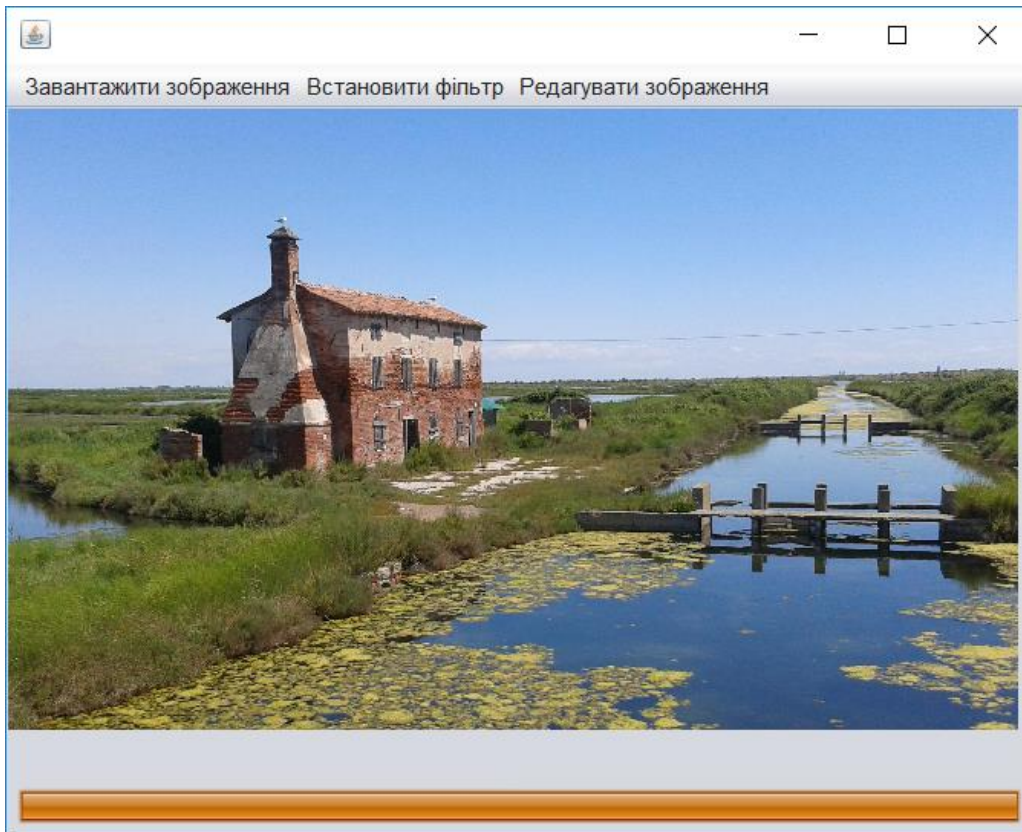 Завантажити зображення Встановити фільтр Редагувати зображення